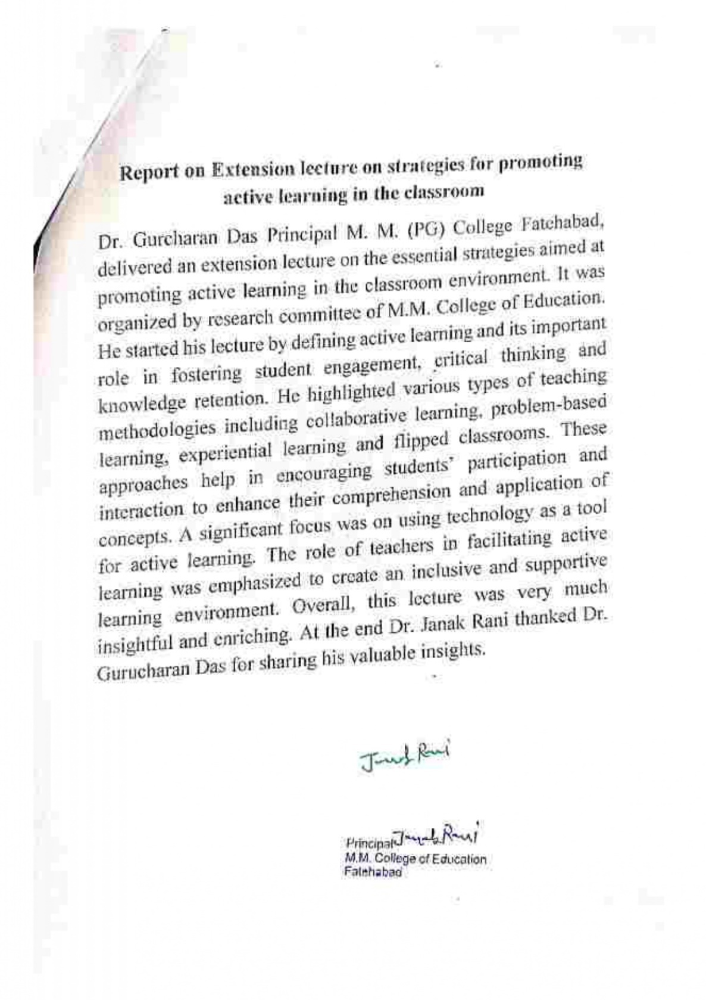 Report on Extension lecture on strategies for promoting
active learning in the classroom
Dr. Gurcharan Das Principal M. M. (PG) College Fatehabad,
delivered an extension lecture on the essential strategies aimed at
promoting active learning in the classroom environment. It was
organized by research committee of M.M. College of Education.
He started his lecture by defining active learning and its important
role in fostering student engagement, critical thinking and
knowledge retention. He highlighted various types of teaching
methodologies including collaborative learning, problem-based
learning, experiential learning and flipped classrooms. These
approaches help in encouraging students' participation and
interaction to enhance their comprehension and application of
concepts. A significant focus was on using technology as a tool
for active learning. The role of teachers in facilitating active
learning was emphasized to create an inclusive and supportive
learning environment. Overall, this lecture was very much
insightful and enriching. At the end Dr. Janak Rani thanked Dr.
Gurucharan Das for sharing his valuable insights.
Janak Rani
Principal Janak Rani
M.M. College of Education
Fatehabad